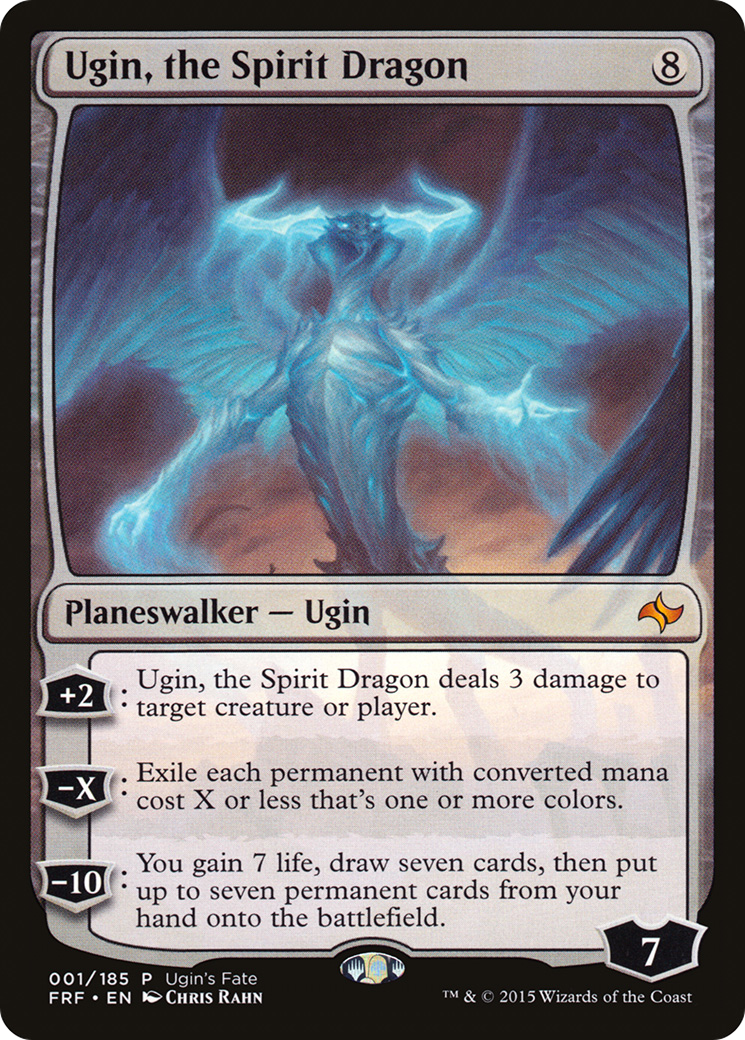 Ugin, the Spirit Dragon 8
Planeswalker — Ugin
+2 : Ugin, the Spirit Dragon deals 3 damage to
target creature or player.
−X : Exile each permanent with converted mana
cost X or less that's one or more colors.
−10 : You gain 7 life, draw seven cards, then put
up to seven permanent cards from your
hand onto the battlefield.
7
001/185 P Ugin's Fate
FRF • EN Chris Rahn ™ & © 2015 Wizards of the Coast